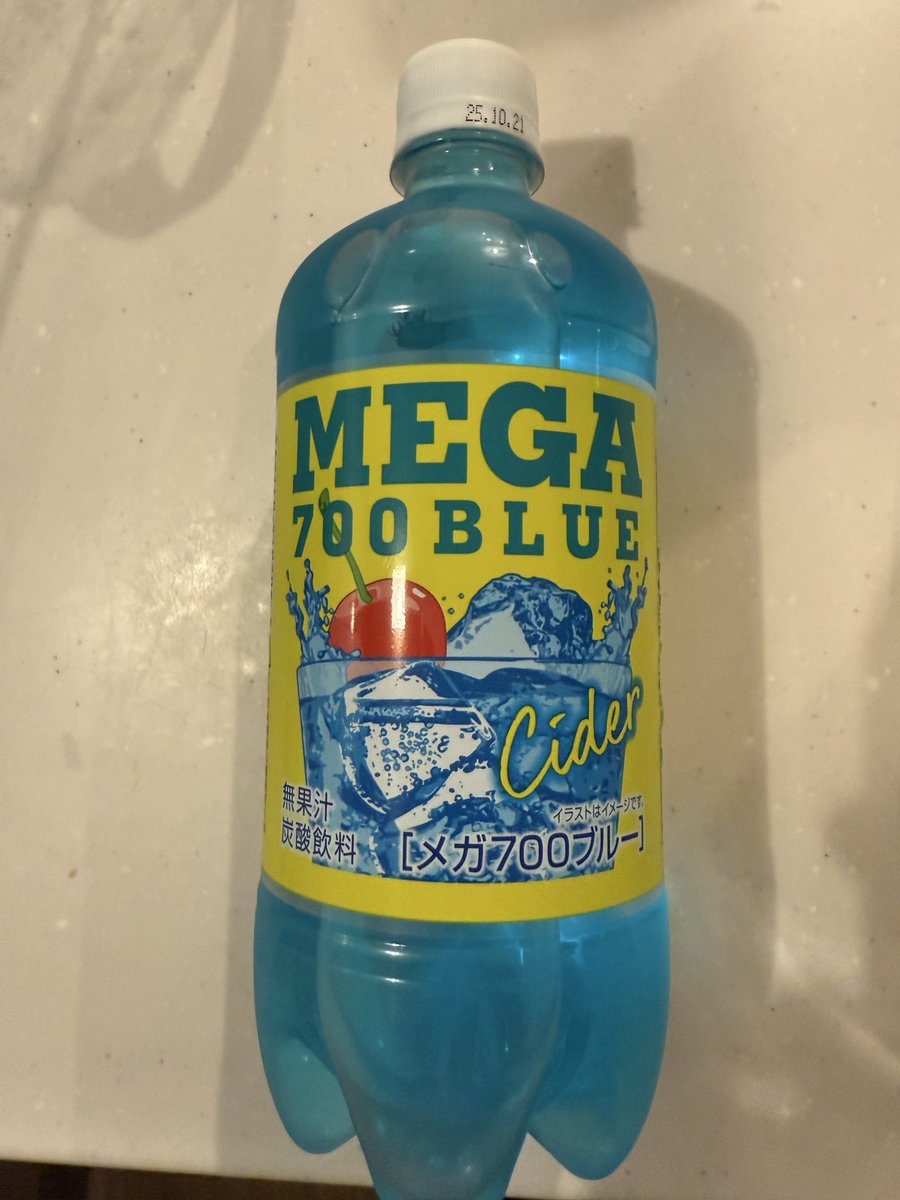 25.10.21
MEGA
700 BLUE
Cider
無果汁
炭酸飲料
イラストはイメージです。
[メガ700ブルー]